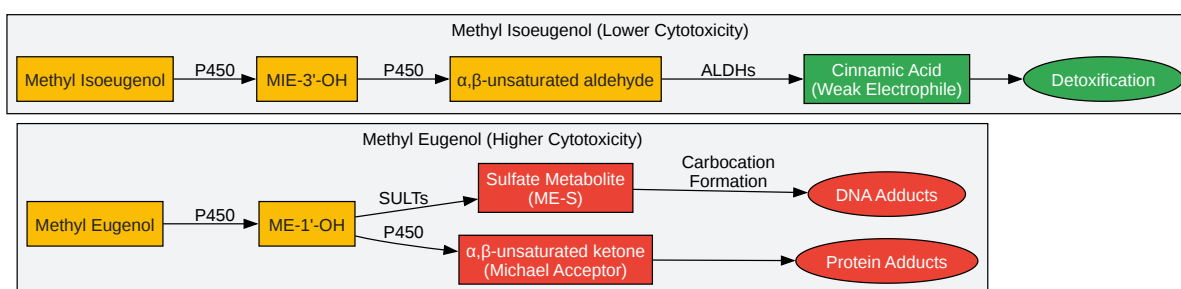 Methyl Isoeugenol (Lower Cytotoxicity)
Methyl Isoeugenol
P450
MIE-3'-OH
P450
α,β-unsaturated aldehyde
ALDHs
Cinnamic Acid
(Weak Electrophile)
Detoxification
Methyl Eugenol (Higher Cytotoxicity)
Methyl Eugenol
P450
ME-1'-OH
SULTs
Sulfate Metabolite
(ME-S)
Carbocation
Formation
DNA Adducts
P450
α,β-unsaturated ketone
(Michael Acceptor)
Protein Adducts